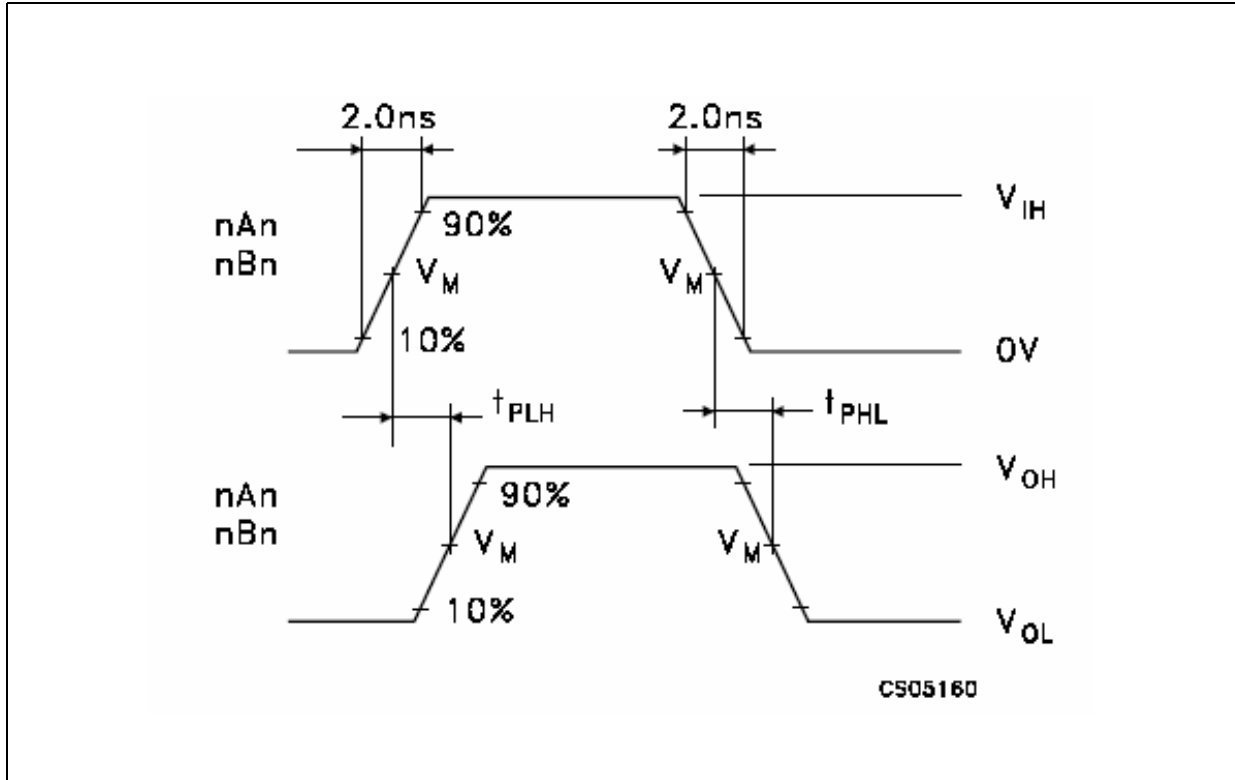 2.0ns 2.0ns
V_IH
nAn 90%
nBn V_M V_M
10% 0V
t_PLH t_PHL
V_OH
nAn 90%
nBn V_M V_M
10%
V_OL
CS05160